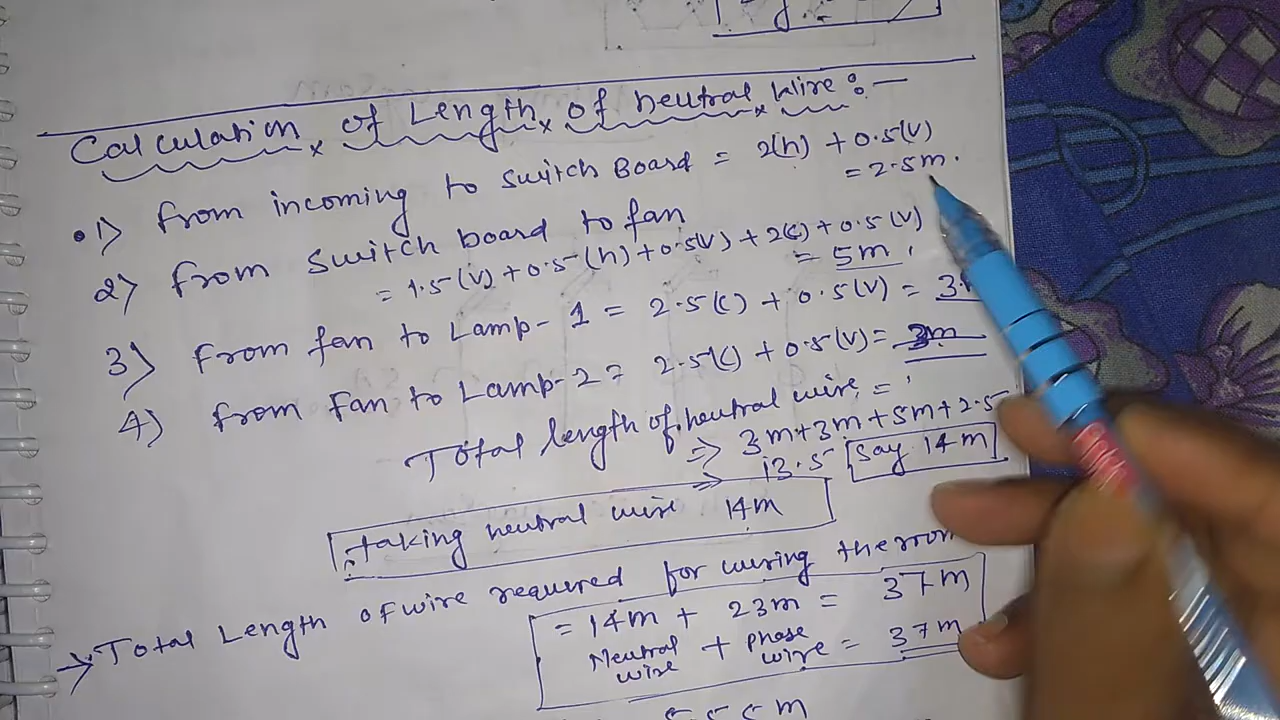 Calculation of Length of neutral wire :-
1) from incoming to switch Board = 2(h) + 0.5(v)
= 2.5m.
2) from switch board to fan
= 1.5(v) + 0.5(h) + 0.5(v) + 2(c) + 0.5(v)
= 5m
3) from fan to Lamp-1 = 2.5(c) + 0.5(v) = 3
4) from Fan to Lamp-2 = 2.5(c) + 0.5(v) = 3m
Total length of neutral wire =
=> 3m+3m+5m+2.5
=> 13.5 say 14m
taking neutral wire 14m
→ Total Length of wire required for wiring the room
= 14m + 23m = 37m
Neutral wire + phase wire = 37m